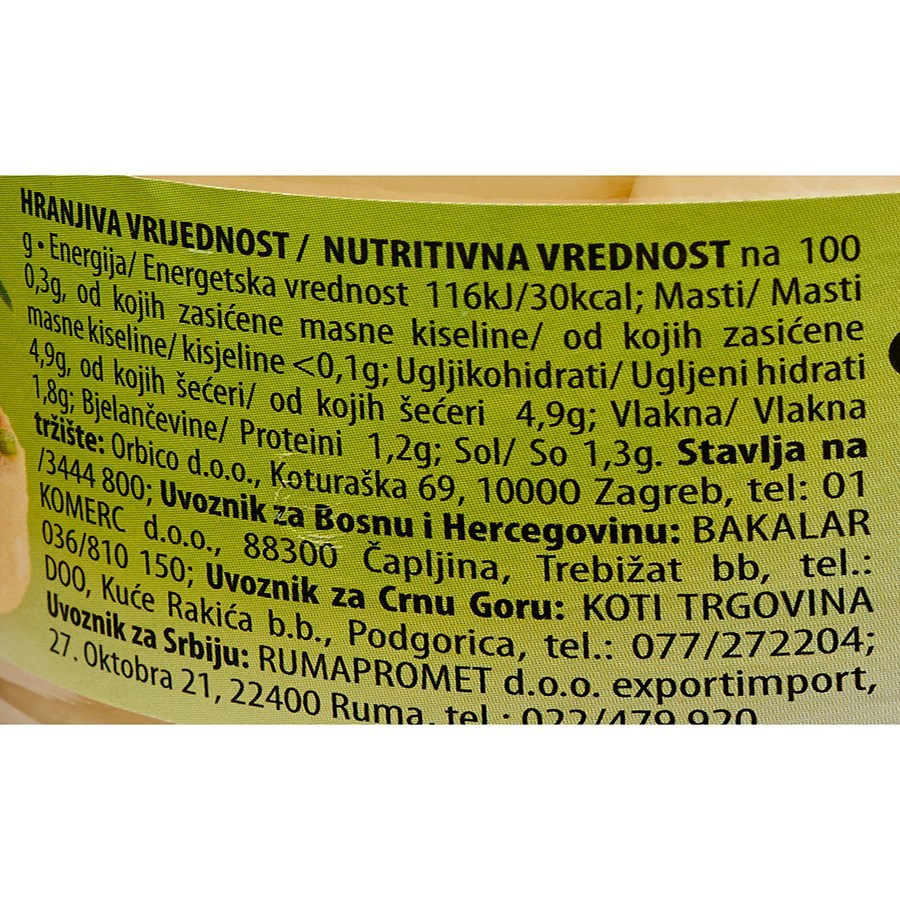 HRANJIVA VRIJEDNOST / NUTRITIVNA VREDNOST na 100
g • Energija/ Energetska vrednost 116kJ/30kcal; Masti/ Masti
0,3g, od kojih zasićene masne kiseline/ od kojih zasićene
masne kiseline/ kisjeline <0,1g; Ugljikohidrati/ Ugljeni hidrati
4,9g, od kojih šećeri/ od kojih šećeri 4,9g; Vlakna/ Vlakna
1,8g; Bjelančevine/ Proteini 1,2g; Sol/ So 1,3g. Stavlja na
tržište: Orbico d.o.o., Koturaška 69, 10000 Zagreb, tel: 01
/3444 800; Uvoznik za Bosnu i Hercegovinu: BAKALAR
KOMERC d.o.o., 88300 Čapljina, Trebižat bb, tel.:
036/810 150; Uvoznik za Crnu Goru: KOTI TRGOVINA
DOO, Kuće Rakića b.b., Podgorica, tel.: 077/272204;
Uvoznik za Srbiju: RUMAPROMET d.o.o. exportimport,
27. Oktobra 21, 22400 Ruma, tel.: 022/479 920